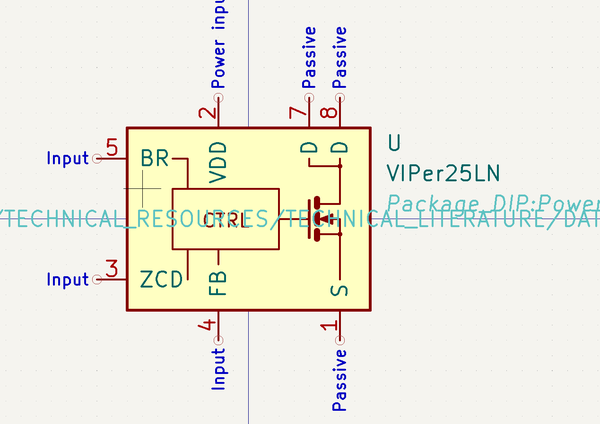 Power inpu
Passive
Passive
2
7
8
U
VIPer25LN
Package_DIP:Power
5
Input
BR
VDD
D
D
/TECHNICAL_RESOURCES/TECHNICAL_LITERATURE/DAT
CTRL
3
Input
ZCD
FB
S
4
1
Input
Passive